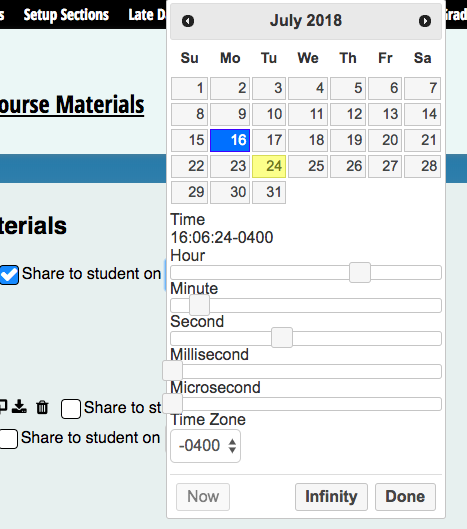 s Setup Sections Late D Grad
July 2018
Su Mo Tu We Th Fr Sa
1 2 3 4 5 6 7
8 9 10 11 12 13 14
15 16 17 18 19 20 21
22 23 24 25 26 27 28
29 30 31
ourse Materials
terials
Share to student on
Time
16:06:24-0400
Hour
Minute
Second
Millisecond
Microsecond
Share to st
Time Zone
Share to student on
-0400
Now Infinity Done